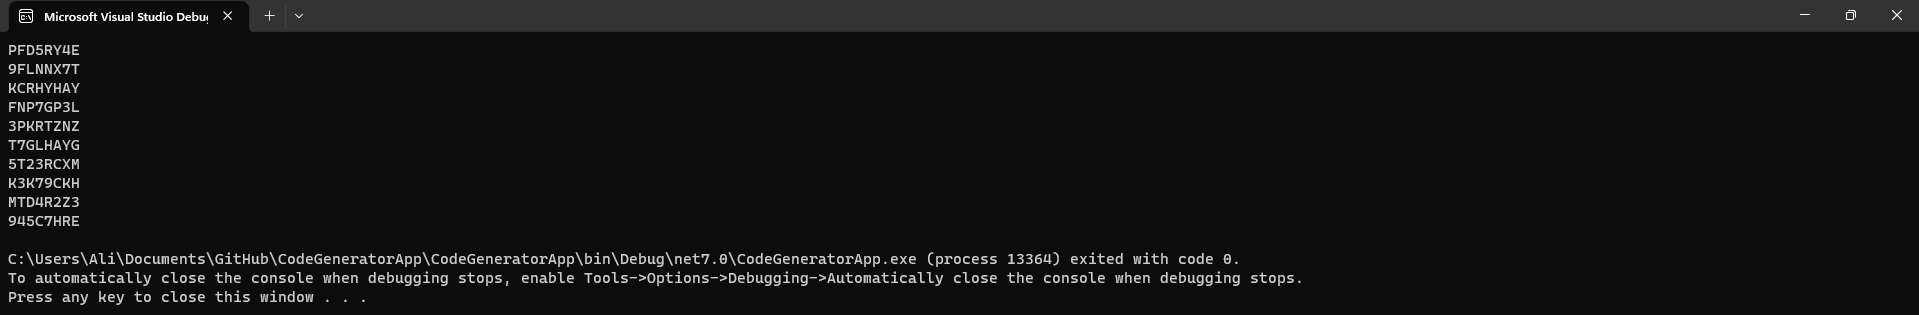 Microsoft Visual Studio Debug
PFD5RY4E
9FLNNX7T
KCRHYHAY
FNP7GP3L
3PKRTZNZ
T7GLHAYG
5T23RCXM
K3K79CKH
MTD4R2Z3
945C7HRE
C:\Users\Ali\Documents\GitHub\CodeGeneratorApp\CodeGeneratorApp\bin\Debug\net7.0\CodeGeneratorApp.exe (process 13364) exited with code 0.
To automatically close the console when debugging stops, enable Tools->Options->Debugging->Automatically close the console when debugging stops.
Press any key to close this window . . .